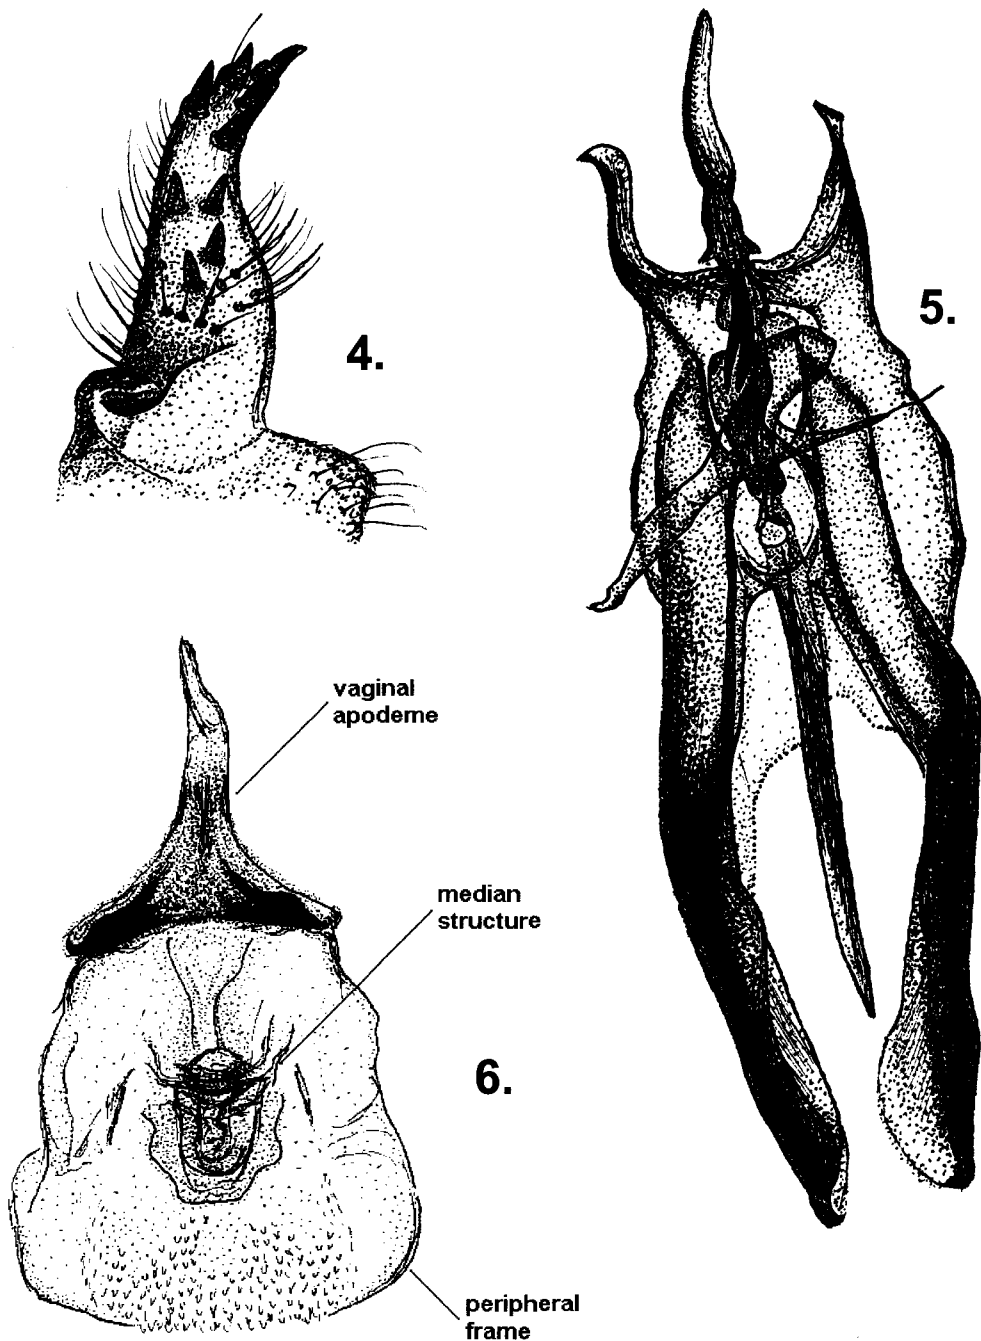 4.
5.
vaginal
apodeme
median
structure
6.
peripheral
frame